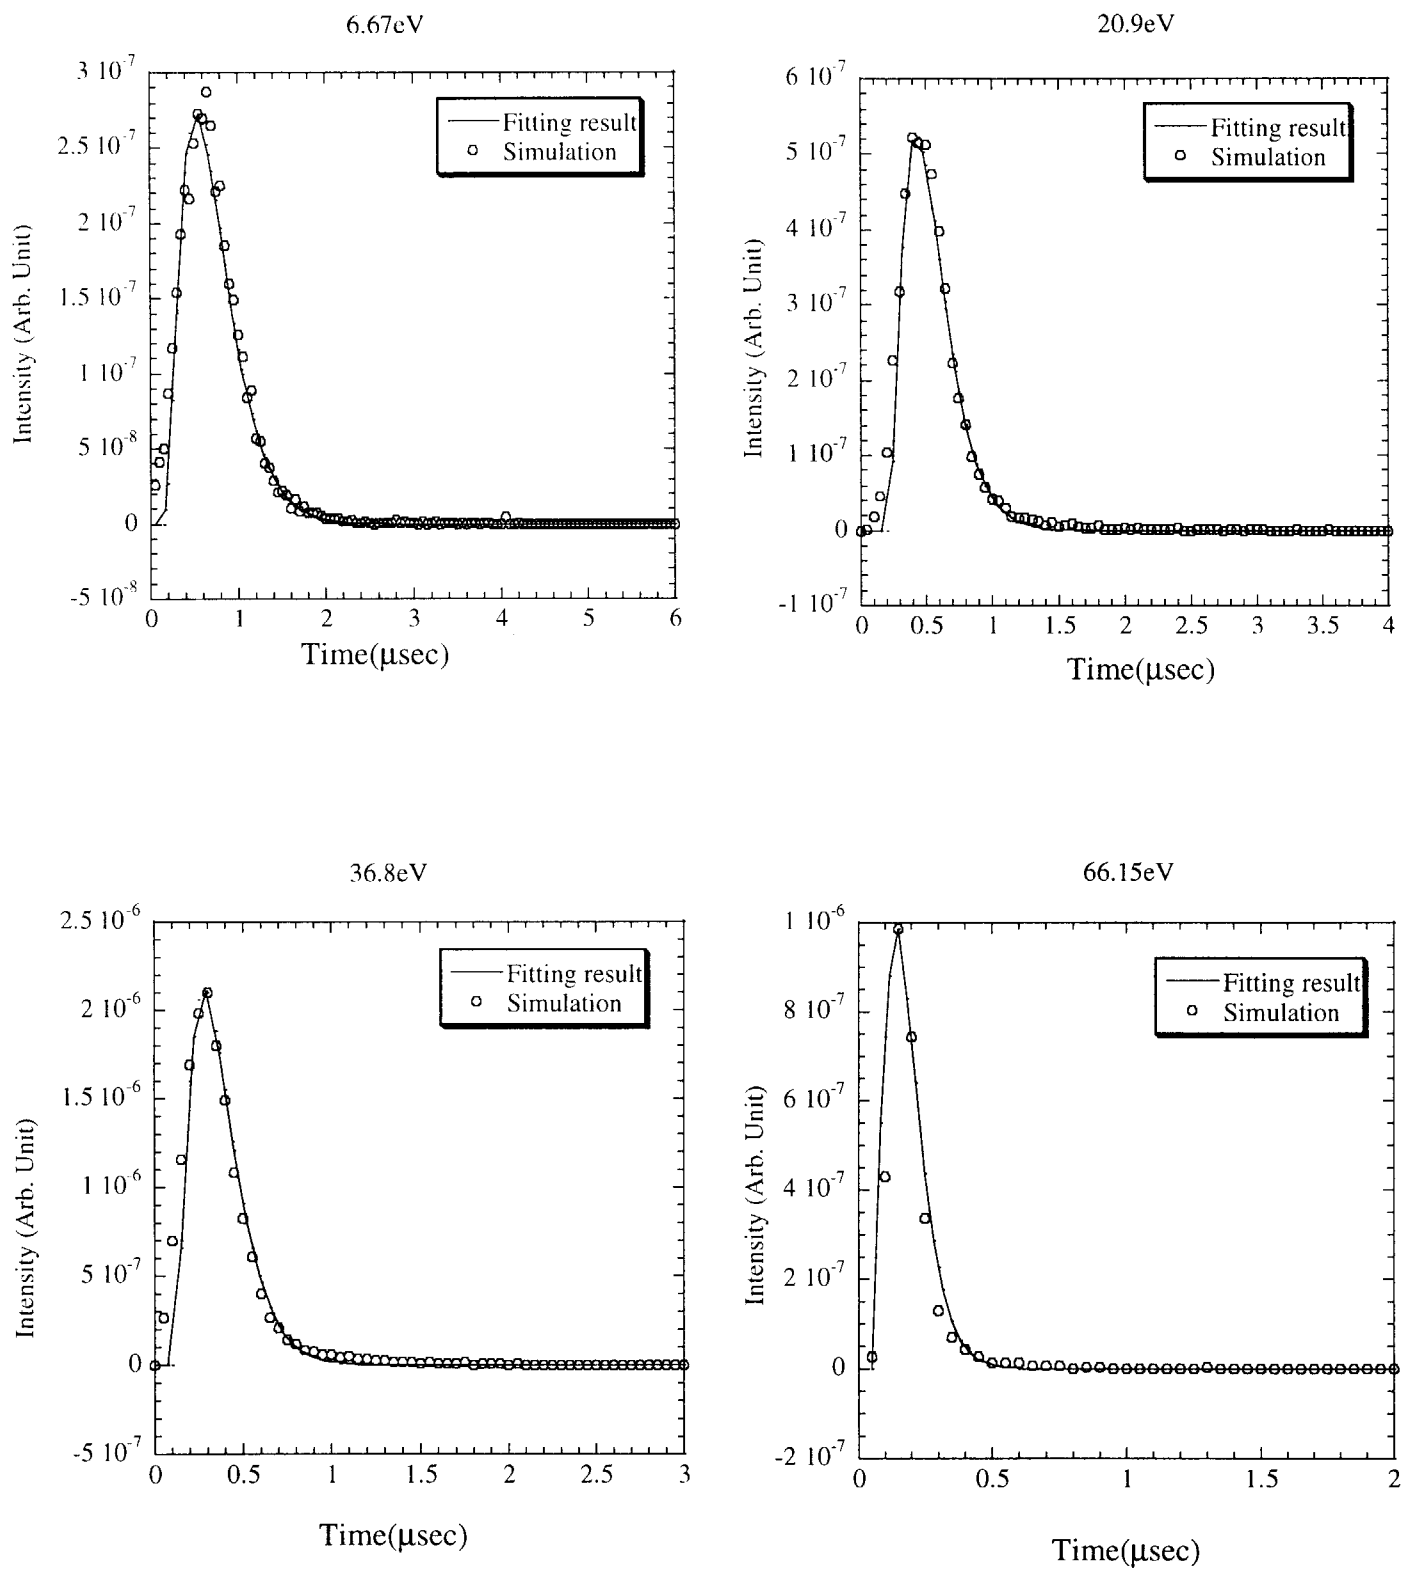 6.67eV
3 10⁻⁷
2.5 10⁻⁷
2 10⁻⁷
1.5 10⁻⁷
1 10⁻⁷
5 10⁻⁸
0
-5 10⁻⁸
Intensity (Arb. Unit)
Fitting result
Simulation
0 1 2 3 4 5 6
Time(μsec)
20.9eV
6 10⁻⁷
5 10⁻⁷
4 10⁻⁷
3 10⁻⁷
2 10⁻⁷
1 10⁻⁷
0
-1 10⁻⁷
Intensity (Arb. Unit)
Fitting result
Simulation
0 0.5 1 1.5 2 2.5 3 3.5 4
Time(μsec)
36.8eV
2.5 10⁻⁶
2 10⁻⁶
1.5 10⁻⁶
1 10⁻⁶
5 10⁻⁷
0
-5 10⁻⁷
Intensity (Arb. Unit)
Fitting result
Simulation
0 0.5 1 1.5 2 2.5 3
Time(μsec)
66.15eV
1 10⁻⁶
8 10⁻⁷
6 10⁻⁷
4 10⁻⁷
2 10⁻⁷
0
-2 10⁻⁷
Intensity (Arb. Unit)
Fitting result
Simulation
0 0.5 1 1.5 2
Time(μsec)